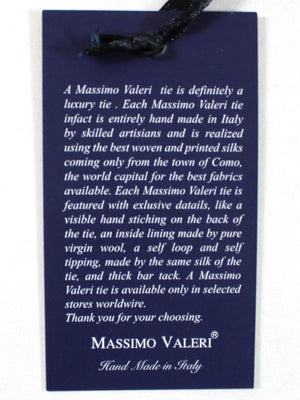 A Massimo Valeri tie is definitely a
luxury tie . Each Massimo Valeri tie
infact is entirely hand made in Italy
by skilled artisians and is realized
using the best woven and printed silks
coming only from the town of Como,
the world capital for the best fabrics
available. Each Massimo Valeri tie is
featured with exlusive datails, like a
visible hand stiching on the back of
the tie, an inside lining made by pure
virgin wool, a self loop and self
tipping, made by the same silk of the
tie, and thick bar tack. A Massimo
Valeri tie is available only in selected
stores worldwire.
Thank you for your choosing.
MASSIMO VALERI®
Hand Made in Italy